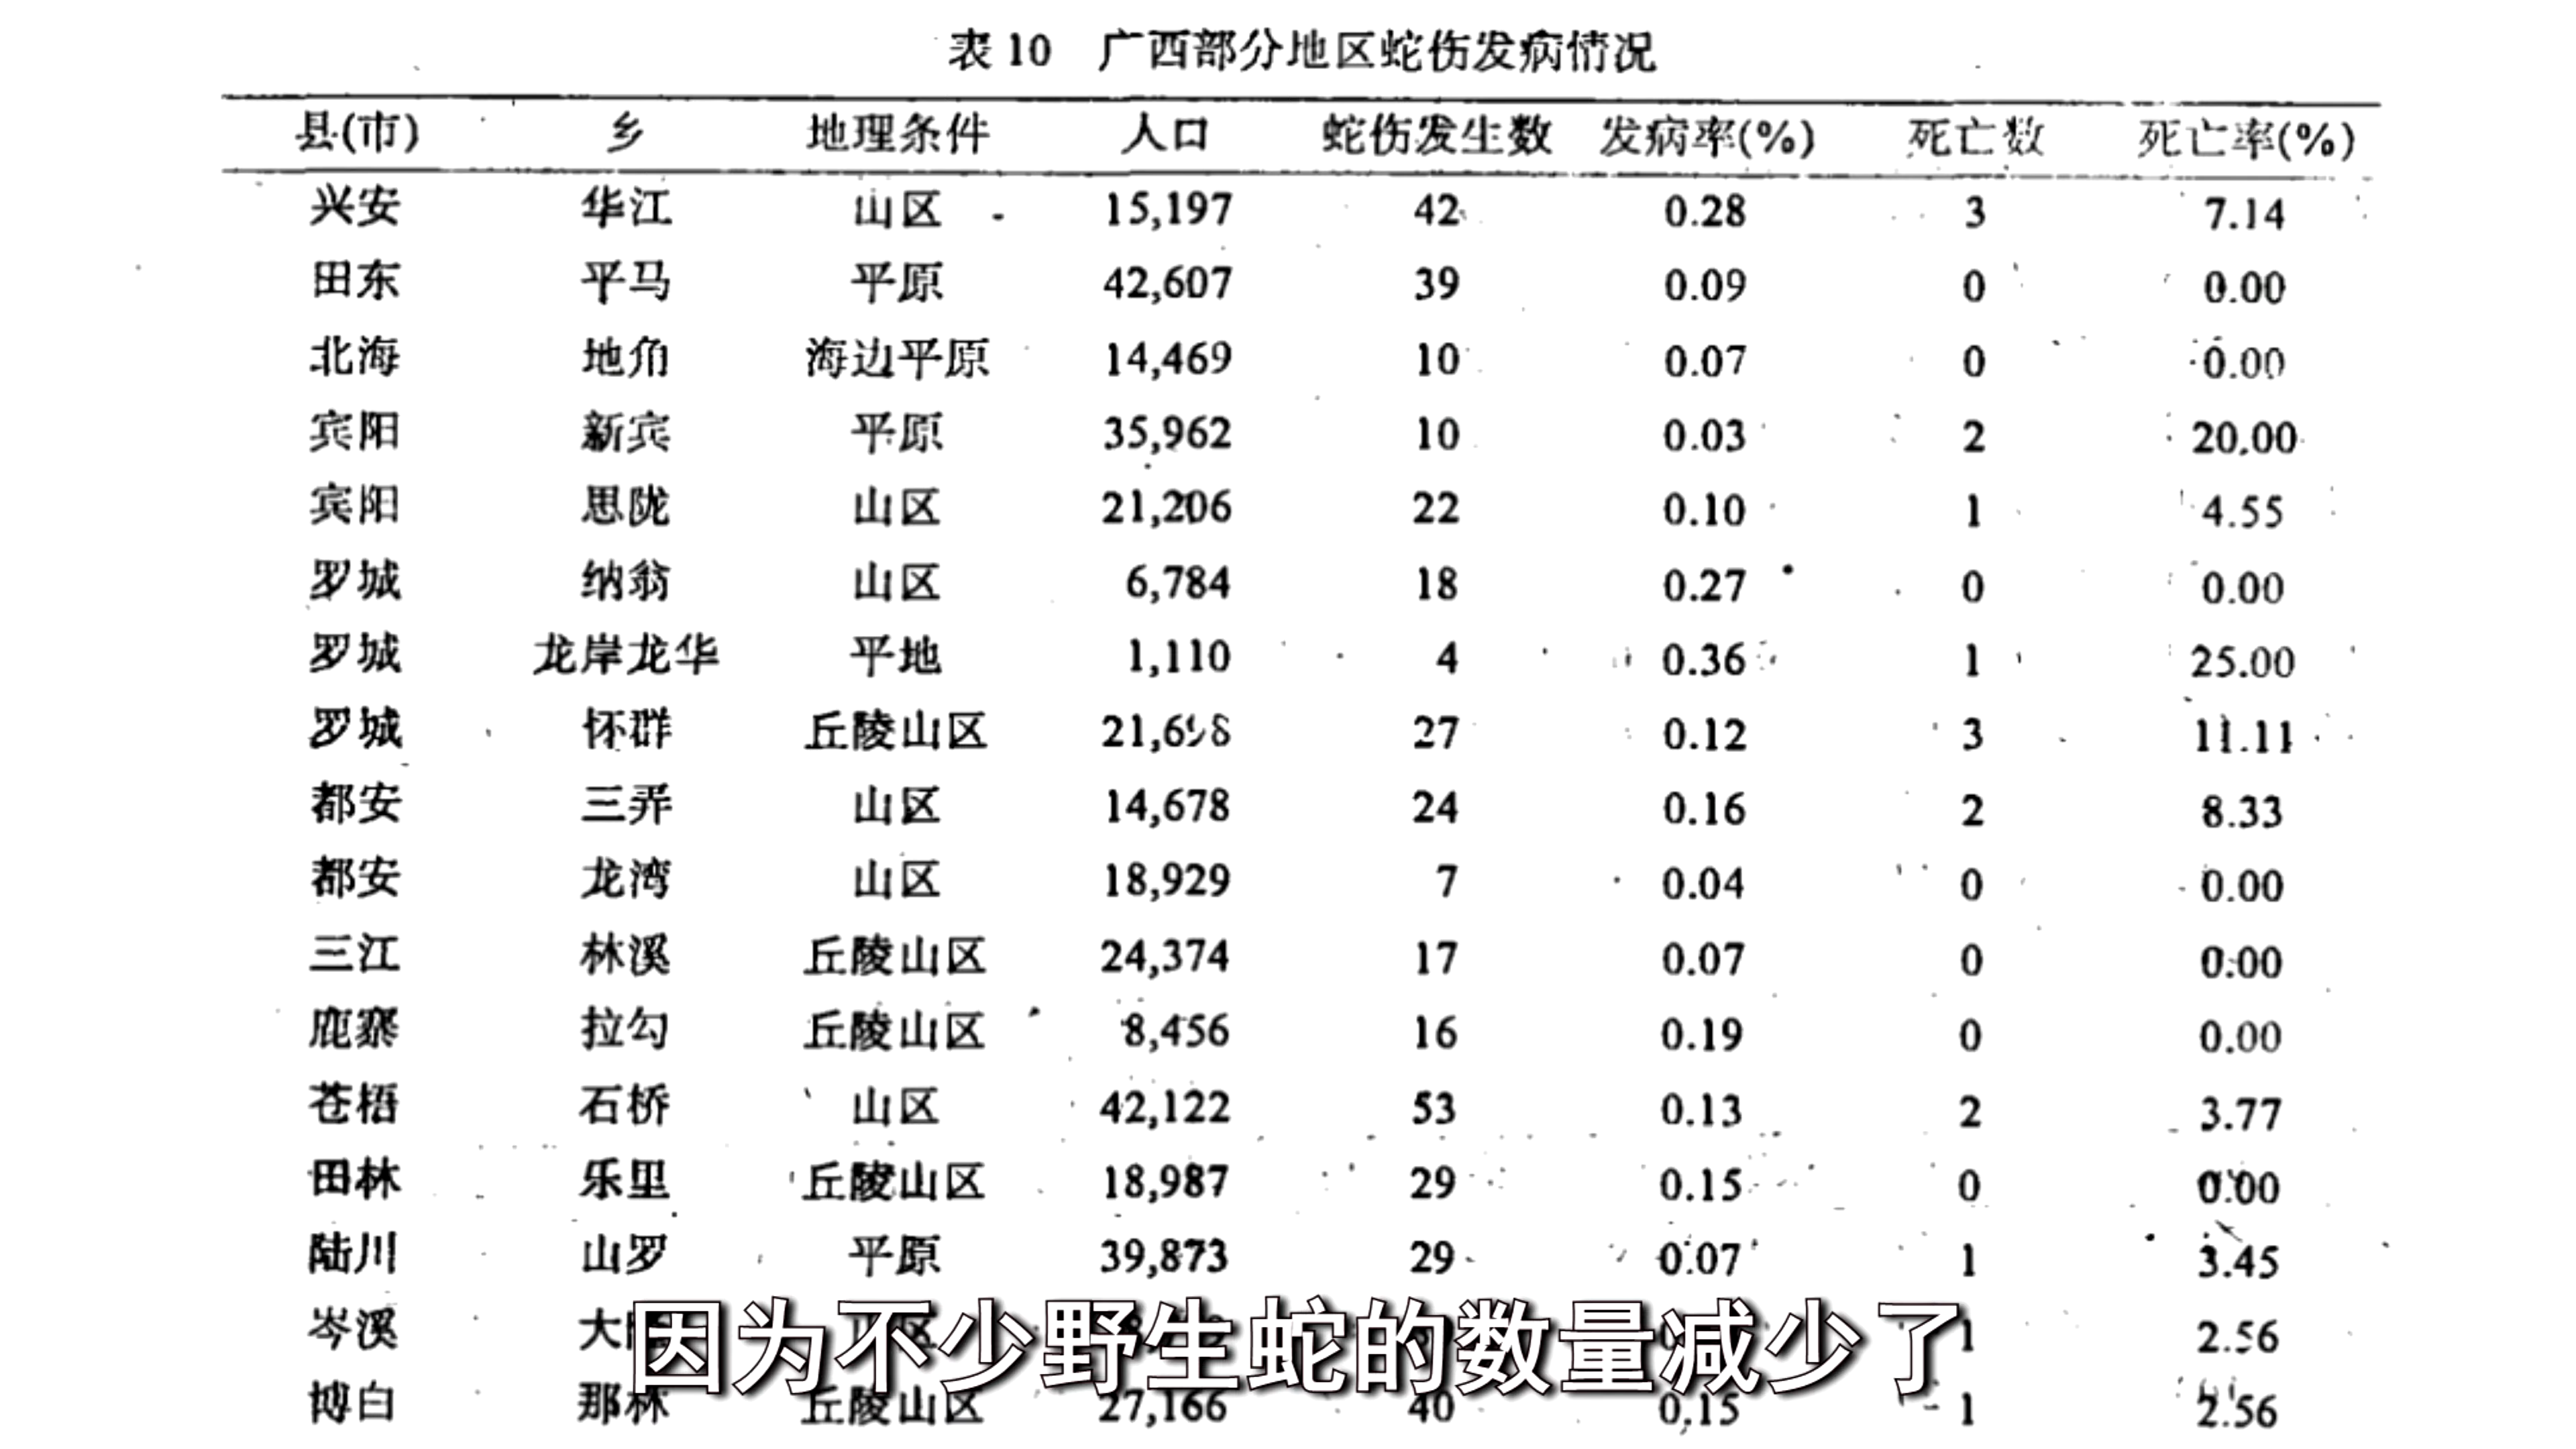 表 10 广西部分地区蛇伤发病情况
县(市) 乡 地理条件 人口 蛇伤发生数 发病率(%) 死亡数 死亡率(%)
兴安 华江 山区 15,197 42 0.28 3 7.14
田东 平马 平原 42,607 39 0.09 0 0.00
北海 地角 海边平原 14,469 10 0.07 0 0.00
宾阳 新宾 平原 35,962 10 0.03 2 20.00
宾阳 思陇 山区 21,206 22 0.10 1 4.55
罗城 纳翁 山区 6,784 18 0.27 0 0.00
罗城 龙岸龙华 平地 1,110 4 0.36 1 25.00
罗城 怀群 丘陵山区 27 0.12 3 11.11
都安 三弄 山区 14,678 24 0.16 2 8.33
都安 龙湾 山区 18,929 7 0.04 0 0.00
三江 林溪 丘陵山区 24,374 17 0.07 0 0.00
鹿寨 拉勾 丘陵山区 8,456 16 0.19 0 0.00
苍梧 石桥 山区 42,122 53 0.13 2 3.77
田林 乐里 丘陵山区 18,987 29 0.15 0 0.00
陆川 山罗 平原 39,873 29 0.07 1 3.45
岑溪 大 区 1 2.56
因为不少野生蛇的数量减少了
博白 那林 丘陵山区 27,166 40 0.15 1 2.56